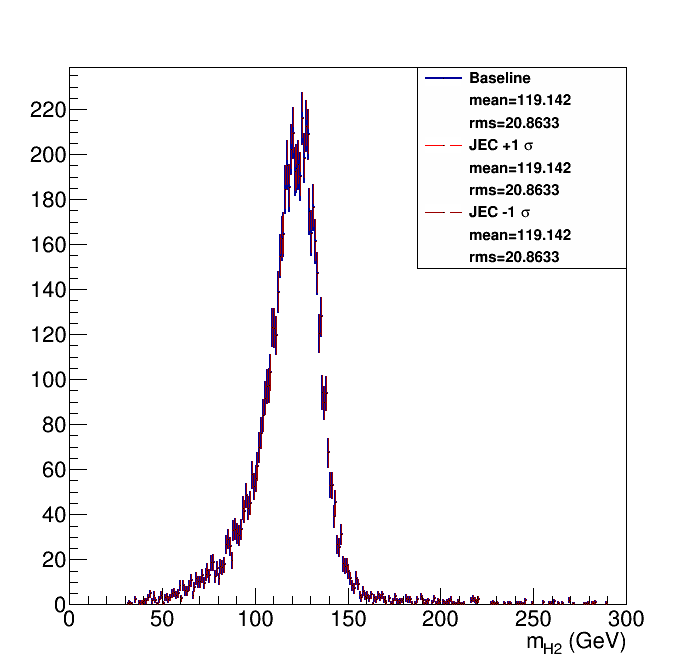 Baseline
mean=119.142
rms=20.8633
JEC +1 σ
mean=119.142
rms=20.8633
JEC -1 σ
mean=119.142
rms=20.8633
220
200
180
160
140
120
100
80
60
40
20
0
0 50 100 150 200 250 300
mH2 (GeV)